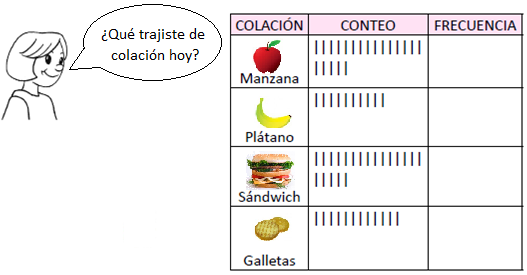 ¿Qué trajiste de
colación hoy?
COLACIÓN CONTEO FRECUENCIA
|||||||||||||||
|||||
Manzana
||||||||||
Plátano
|||||||||||||||
|||||
Sándwich
||||||||||||
Galletas